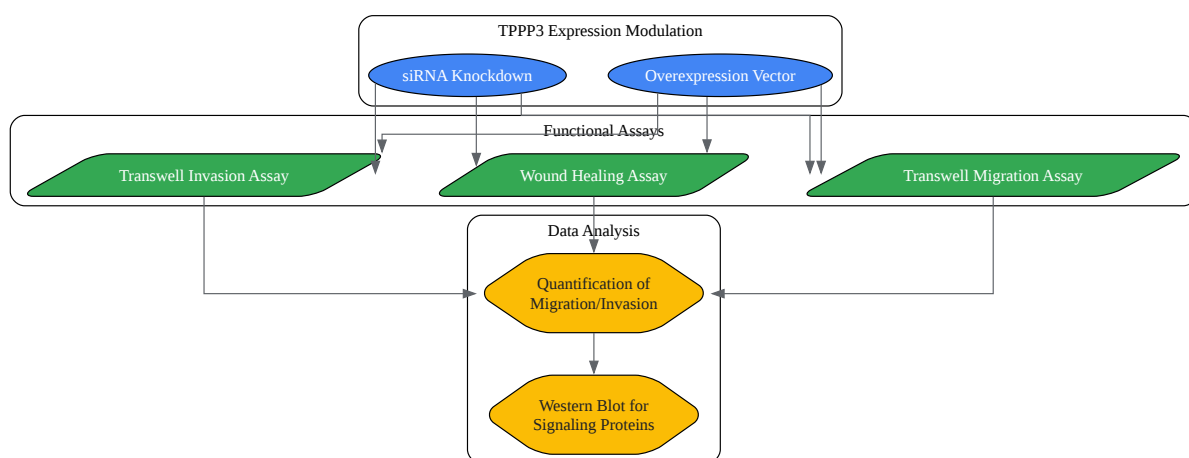 TPPP3 Expression Modulation
siRNA Knockdown
Overexpression Vector
Functional Assays
Transwell Invasion Assay
Wound Healing Assay
Transwell Migration Assay
Data Analysis
Quantification of
Migration/Invasion
Western Blot for
Signaling Proteins